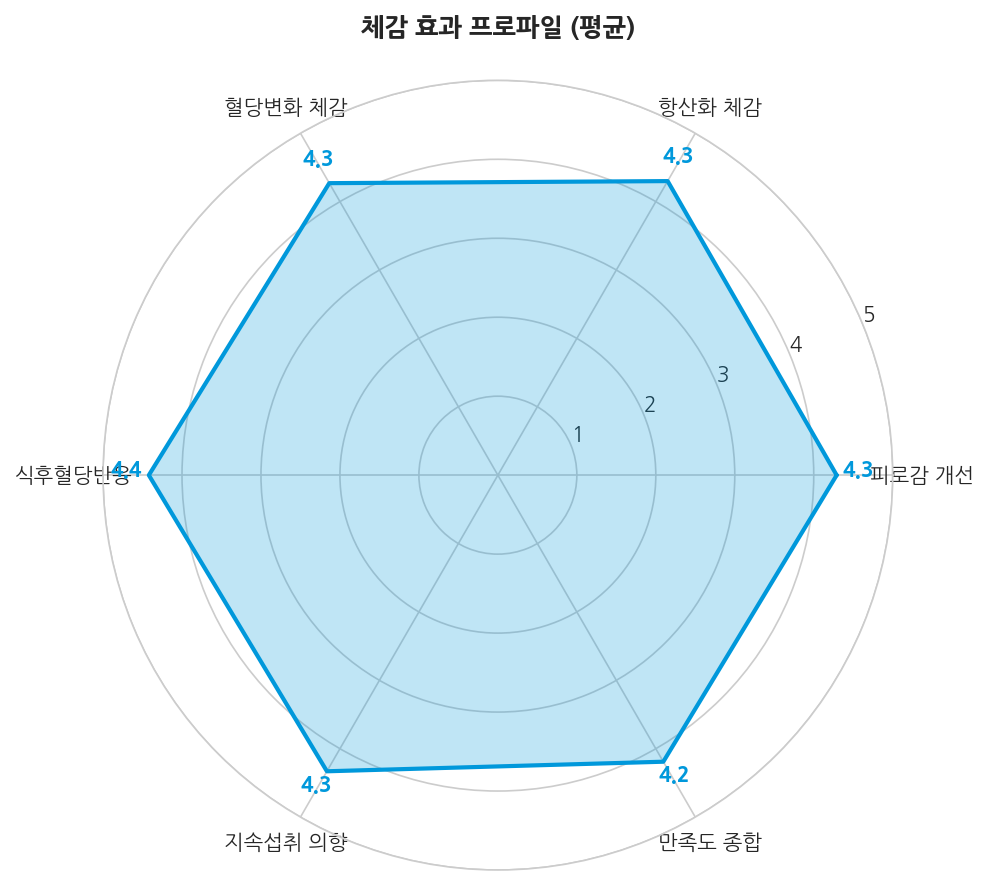 체감 효과 프로파일 (평균)
혈당변화 체감
항산화 체감
4.3
4.3
5
4
3
2
1
식후혈당반응
4.4
4.3
피로감 개선
4.3
4.2
지속섭취 의향
만족도 종합